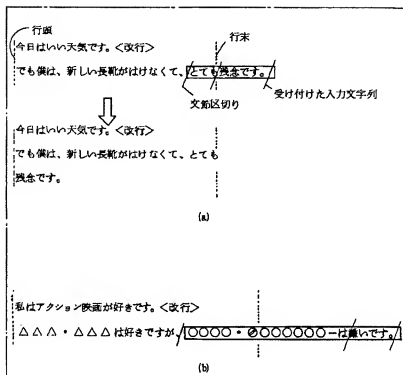 行頭
行末
今日はいい天気です。<改行>
でも僕は、新しい長靴がはけなくて、とても残念です。
文節区切り
受け付けた入力文字列
今日はいい天気です。<改行>
でも僕は、新しい長靴がはけなくて、とても
残念です。
(a)
私はアクション映画が好きです。<改行>
△△△・△△△は好きですが、○○○○・○○○○○○○ーは嫌いです。
(b)